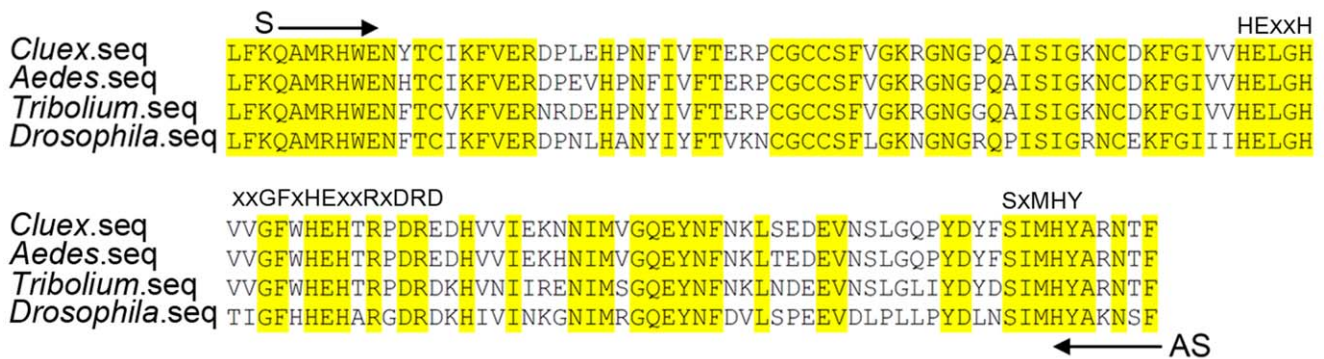 S HExxH
Cluex.seq LFKQAMRHWENYTCIKFVERDPLEHPNFIVFTERPCGCCSFVGKRGNGPQAISIGKNCDKFGIVVHELGH
Aedes.seq LFKQAMRHWENHTCIKFVERDPEVHPNFIVFTERPCGCCSFVGKRGNGPQAISIGKNCDKFGIVVHELGH
Tribolium.seq LFKQAMRHWENFTCVKFVERNRDEHPNYIVFTERPCGCCSFVGKRGNGGQAISIGKNCDKFGIVVHELGH
Drosophila.seq LFKQAMRHWENFTCIKFVERDPNLHANYIYFTVKNCGCCSFLGKNGNGRQPISIGRNCEKFGIIIHELGH
xxGFxHExxRxDRD SxMHY
Cluex.seq VVGFWHEHTRPDREDHVVIEKNNIMVGQEYNFNKLSEDEVNSLGQPYDYFSIMHYARNTF
Aedes.seq VVGFWHEHTRPDREDHVVIEKHNIMVGQEYNFNKLTEDEVNSLGQPYDYFSIMHYARNTF
Tribolium.seq VVGFWHEHTRPDRDKHVNIIRENIMSGQEYNFNKLNDEEVNSLGLIYDYDSIMHYARNTF
Drosophila.seq TIGFHHEHARGDRDKHIVINKGNIMRGQEYNFDVLSPEEVDLPLLPYDLNSIMHYAKNSF
AS